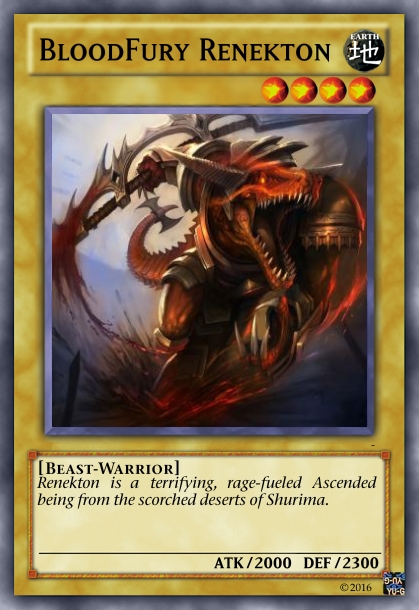 BLOODFURY RENEKTON
EARTH
地
[BEAST-WARRIOR]
Renekton is a terrifying, rage-fueled Ascended
being from the scorched deserts of Shurima.
ATK/2000 DEF/2300
©2016